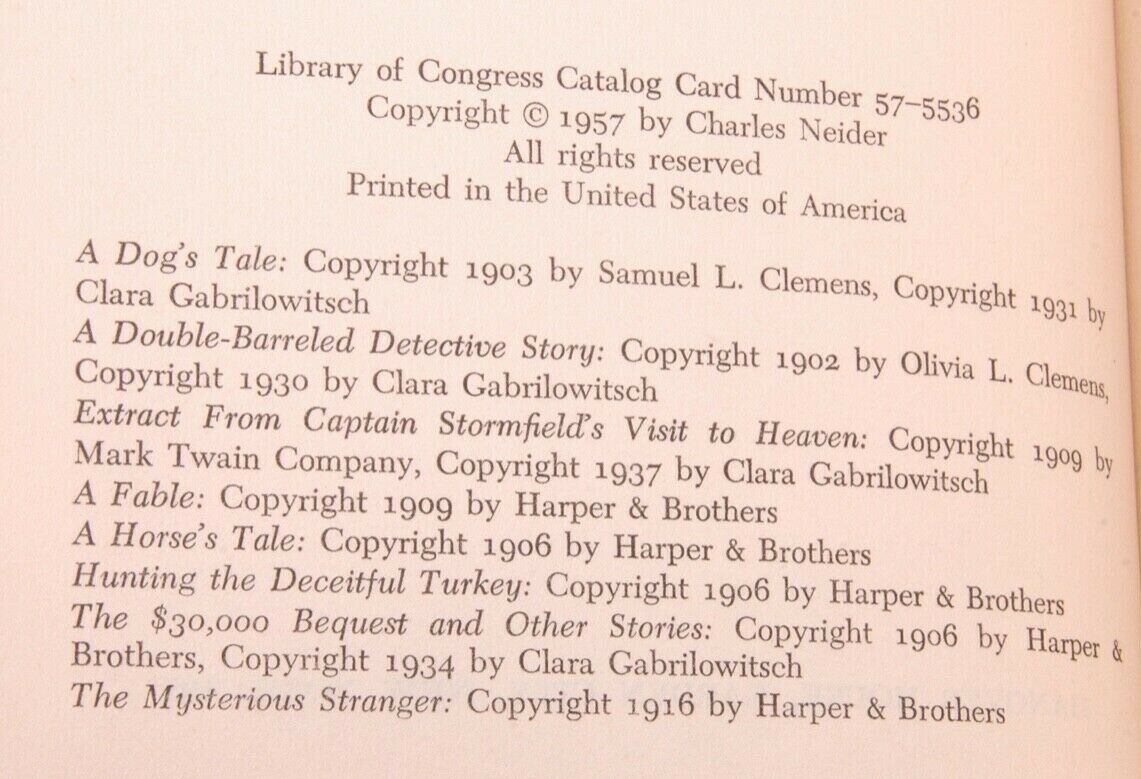 Library of Congress Catalog Card Number 57-5536
Copyright © 1957 by Charles Neider
All rights reserved
Printed in the United States of America
A Dog's Tale: Copyright 1903 by Samuel L. Clemens, Copyright 1931 by
Clara Gabrilowitsch
A Double-Barreled Detective Story: Copyright 1902 by Olivia L. Clemens,
Copyright 1930 by Clara Gabrilowitsch
Extract From Captain Stormfield's Visit to Heaven: Copyright 1909 by
Mark Twain Company, Copyright 1937 by Clara Gabrilowitsch
A Fable: Copyright 1909 by Harper & Brothers
A Horse's Tale: Copyright 1906 by Harper & Brothers
Hunting the Deceitful Turkey: Copyright 1906 by Harper & Brothers
The $30,000 Bequest and Other Stories: Copyright 1906 by Harper &
Brothers, Copyright 1934 by Clara Gabrilowitsch
The Mysterious Stranger: Copyright 1916 by Harper & Brothers